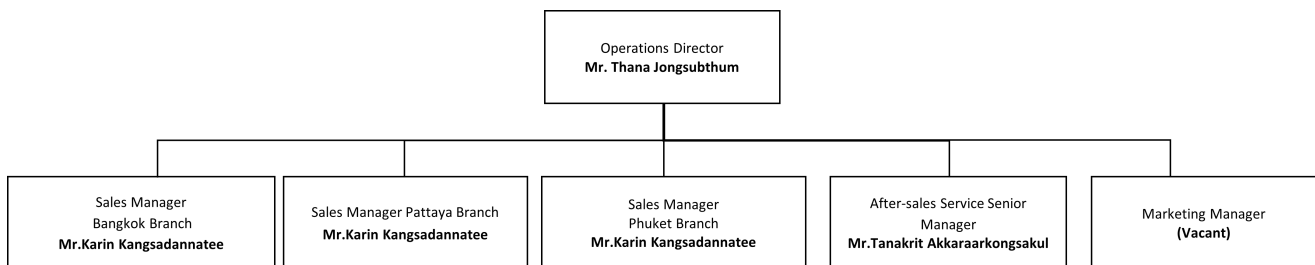 Operations Director
Mr. Thana Jongsubthum
Sales Manager
Bangkok Branch
Mr.Karin Kangsadannatee
Sales Manager Pattaya Branch
Mr.Karin Kangsadannatee
Sales Manager
Phuket Branch
Mr.Karin Kangsadannatee
After-sales Service Senior
Manager
Mr.Tanakrit Akkaraarkongsakul
Marketing Manager
(Vacant)